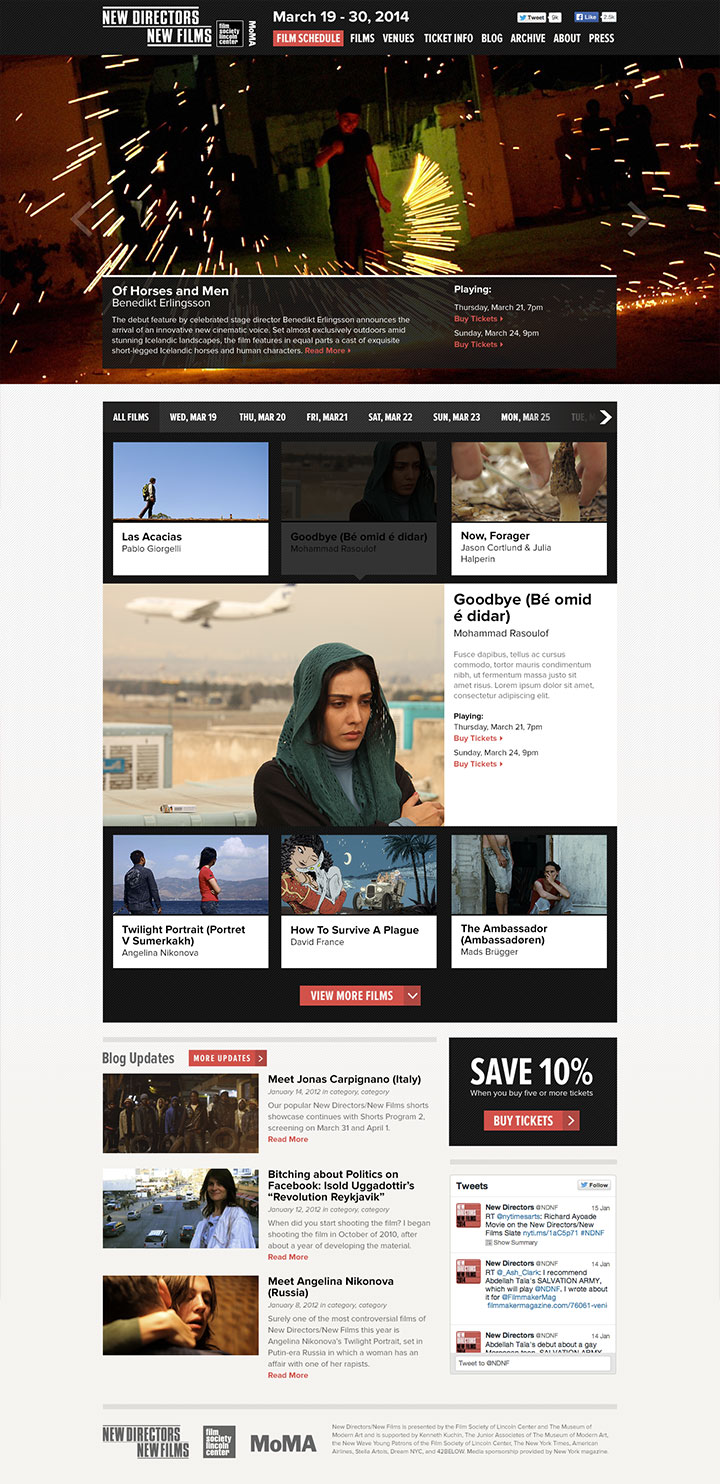 NEW DIRECTORS
NEW FILMS
film
society
lincoln
center
MoMA
March 19 - 30, 2014
Tweet 9k
Like 2.5k
FILM SCHEDULE FILMS VENUES TICKET INFO BLOG ARCHIVE ABOUT PRESS
Of Horses and Men
Benedikt Erlingsson
The debut feature by celebrated stage director Benedikt Erlingsson announces the
arrival of an innovative new cinematic voice. Set almost exclusively outdoors amid
stunning Icelandic landscapes, the film features in equal parts a cast of exquisite
short-legged Icelandic horses and human characters. Read More
Playing:
Thursday, March 21, 7pm
Buy Tickets
Sunday, March 24, 9pm
Buy Tickets
ALL FILMS WED, MAR 19 THU, MAR 20 FRI, MAR21 SAT, MAR 22 SUN, MAR 23 MON, MAR 25 TUE, M
Las Acacias
Pablo Giorgelli
Goodbye (Bé omid é didar)
Mohammad Rasoulof
Now, Forager
Jason Cortlund & Julia
Halperin
Goodbye (Bé omid
é didar)
Mohammad Rasoulof
Fusce dapibus, tellus ac cursus
commodo, tortor mauris condimentum
nibh, ut fermentum massa justo sit
amet risus. Lorem ipsum dolor sit amet,
consectetur adipiscing elit.
Playing:
Thursday, March 21, 7pm
Buy Tickets
Sunday, March 24, 9pm
Buy Tickets
Twilight Portrait (Portret
V Sumerkakh)
Angelina Nikonova
How To Survive A Plague
David France
The Ambassador
(Ambassadøren)
Mads Brügger
VIEW MORE FILMS
Blog Updates
MORE UPDATES
Meet Jonas Carpignano (Italy)
January 14, 2012 in category, category
Our popular New Directors/New Films shorts
showcase continues with Shorts Program 2,
screening on March 31 and April 1.
Read More
Bitching about Politics on
Facebook: Isold Uggadottir's
"Revolution Reykjavik"
January 12, 2012 in category, category
When did you start shooting the film? I began
shooting the film in October of 2010, after
about a year of developing the material.
Read More
Meet Angelina Nikonova
(Russia)
January 8, 2012 in category, category
Surely one of the most controversial films of
New Directors/New Films this year is
Angelina Nikonova's Twilight Portrait, set in
Putin-era Russia in which a woman has an
affair with one of her rapists.
Read More
SAVE 10%
When you buy five or more tickets
BUY TICKETS
Tweets
Follow
New Directors @NDNF 15 Jan
RT @nytimesarts: Richard Ayoade
Movie on the New Directors/New
Films Slate nyti.ms/1aC5p71 #NDNF
Show Summary
New Directors @NDNF 14 Jan
RT @_Ash_Clark: I recommend
Abdellah Taia's SALVATION ARMY,
which will play @NDNF. I wrote about
it for @FilmmakerMag
filmmakermagazine.com/76061-veni
New Directors @NDNF 14 Jan
Abdellah Taia's debut about a gay
Moroccan teen, SALVATION ARMY
Tweet to @NDNF
NEW DIRECTORS
NEW FILMS
film
society
lincoln
center
MoMA
New Directors/New Films is presented by the Film Society of Lincoln Center and The Museum of
Modern Art and is supported by Kenneth Kuchin, The Junior Associates of The Museum of Modern Art,
the New Wave Young Patrons of the Film Society of Lincoln Center, The New York Times, American
Airlines, Stella Artois, Dream NYC, and 42BELOW. Media sponsorship provided by New York magazine.